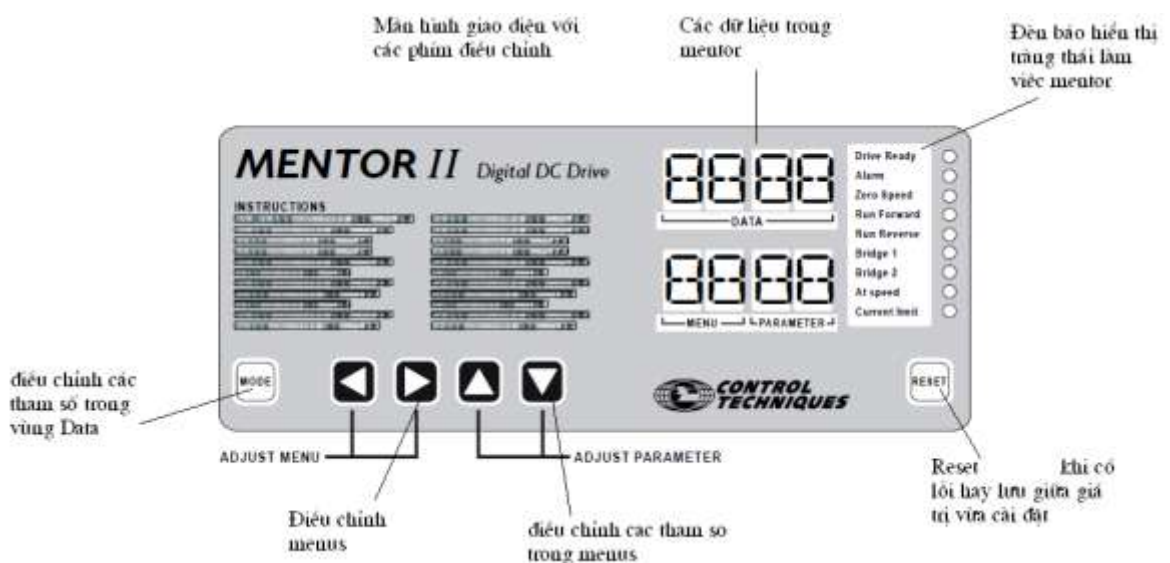 Màn hình giao diện với
các phím điều chỉnh
Các dữ liệu trong
mentor
Đèn báo hiển thị
tràng thái làm
việc mentor
MENTOR II Digital DC Drive
INSTRUCTIONS
DATA
MENU PARAMETER
Drive Ready
Alarm
Zero Speed
Run Forward
Run Reverse
Bridge 1
Bridge 2
At speed
Current limit
MODE
CONTROL
TECHNIQUES
RESET
điều chỉnh các
tham số trong
vùng Data
ADJUST MENU
ADJUST PARAMETER
Điều chỉnh
menus
điều chỉnh cac tham so
trong menus
Reset khi có
lỗi hay lưu giữa giá
trị vừa cài đặt